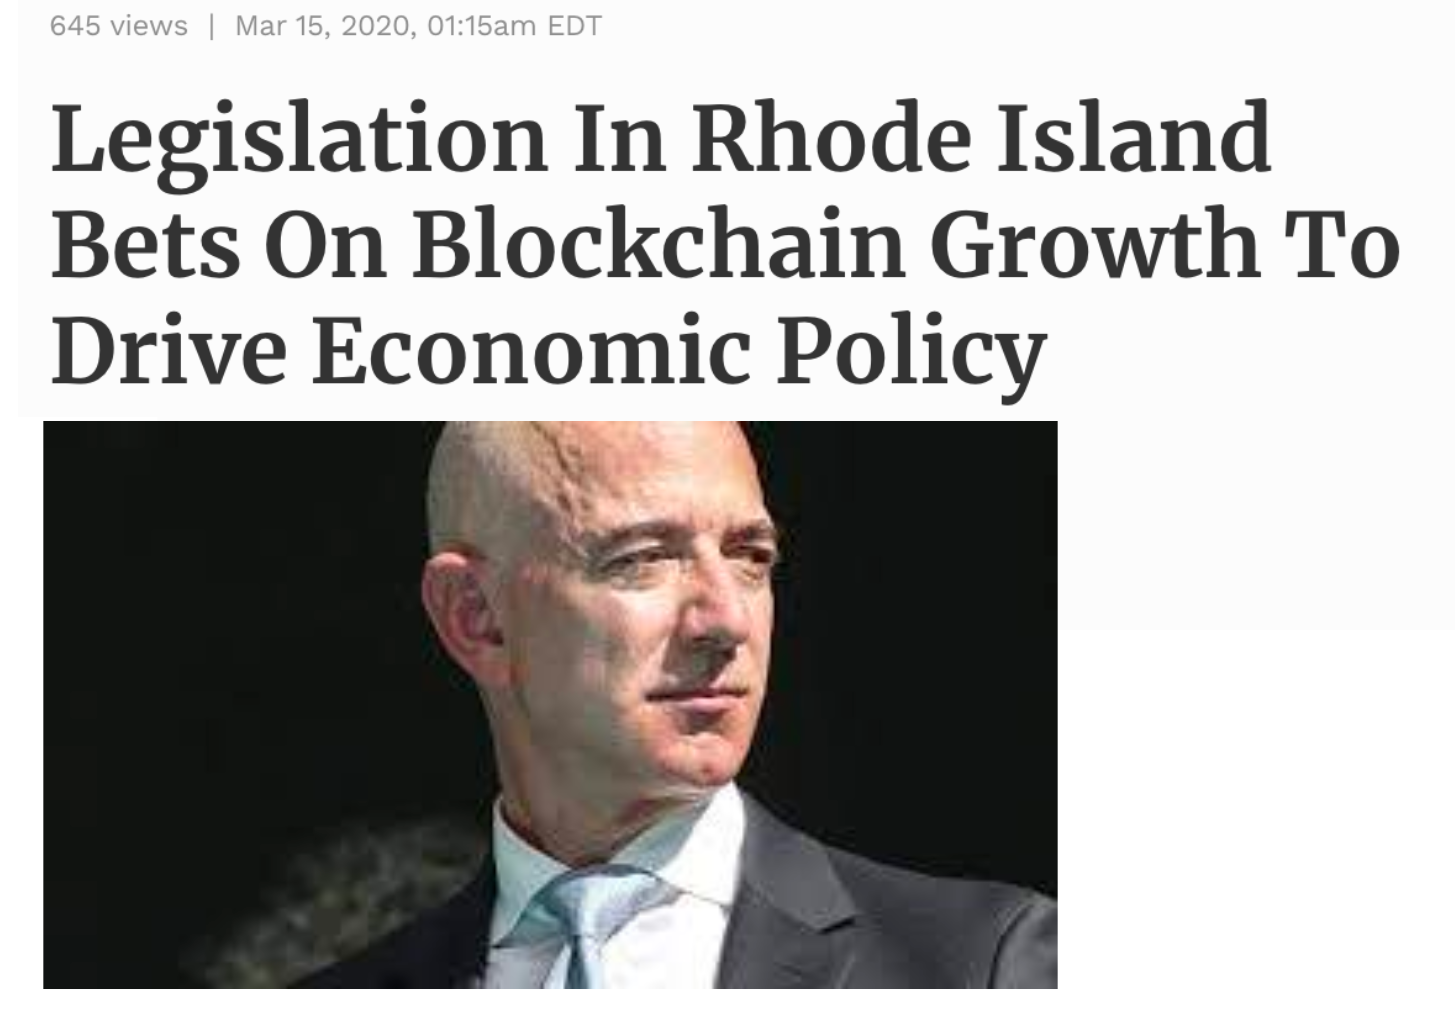 645 views | Mar 15, 2020, 01:15am EDT
Legislation In Rhode Island
Bets On Blockchain Growth To
Drive Economic Policy